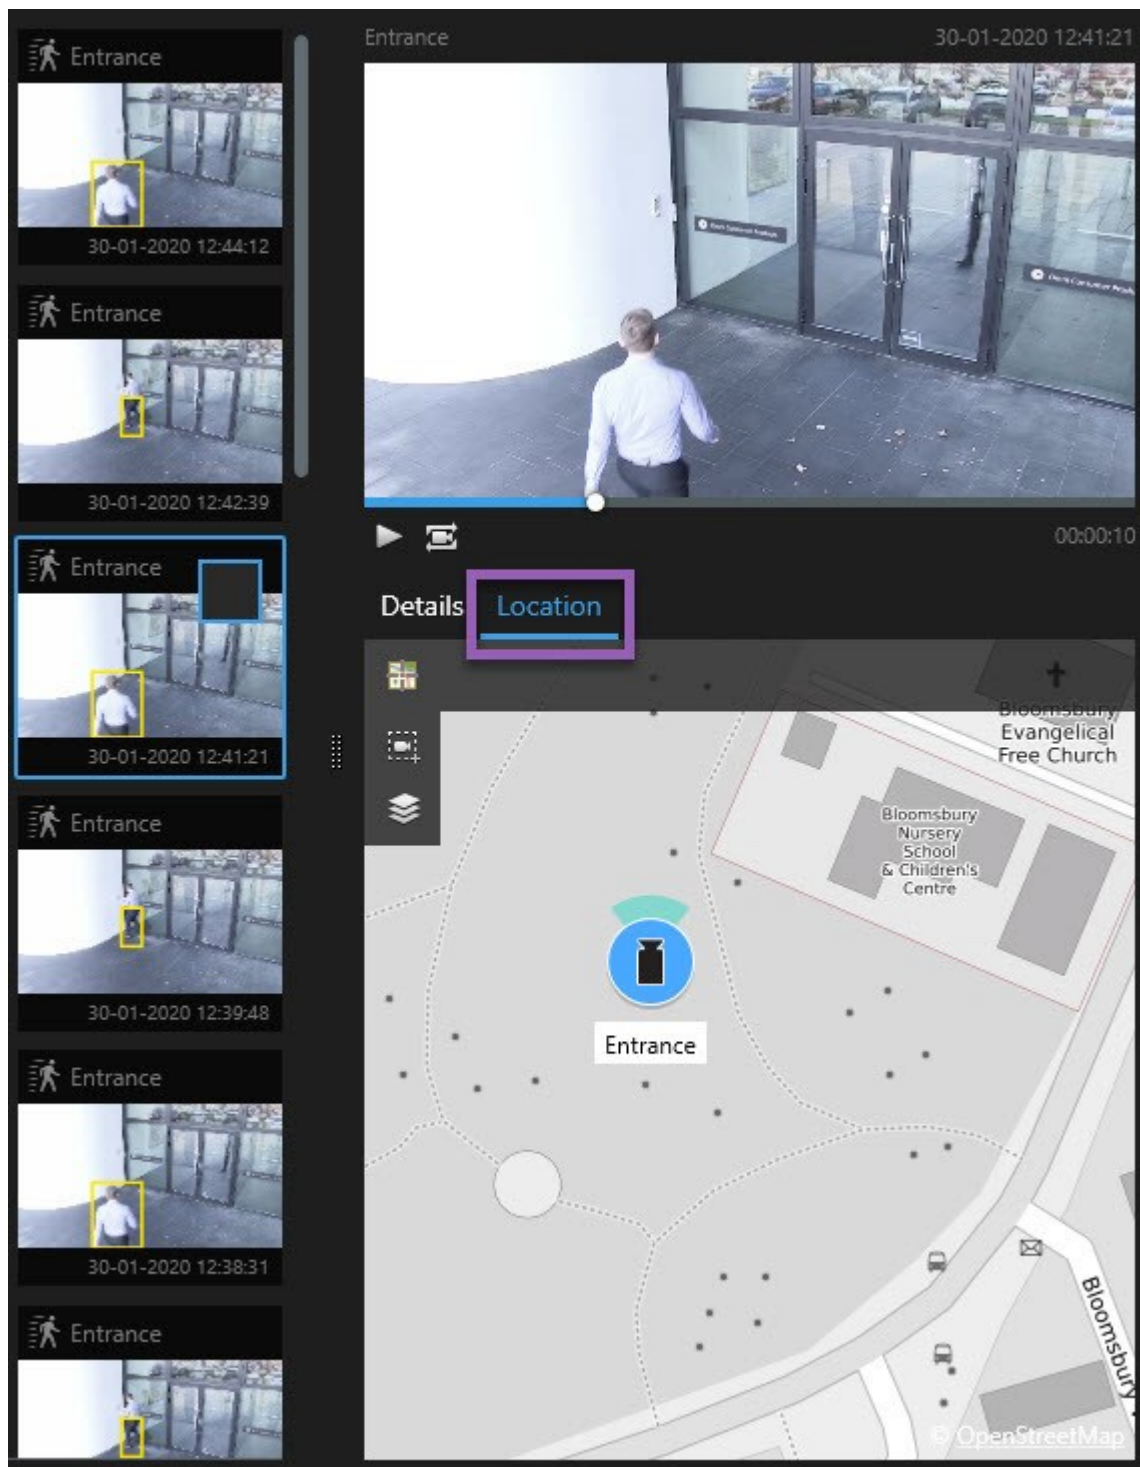 Entrance
30-01-2020 12:44:12
Entrance
30-01-2020 12:42:39
Entrance
30-01-2020 12:41:21
Entrance
30-01-2020 12:39:48
Entrance
30-01-2020 12:38:31
Entrance
Entrance
30-01-2020 12:41:21
00:00:10
Details
Location
Bloomsbury
Evangelical
Free Church
Bloomsbury
Nursery
School
& Children's
Centre
Entrance
Bloomsbury
© OpenStreetMap